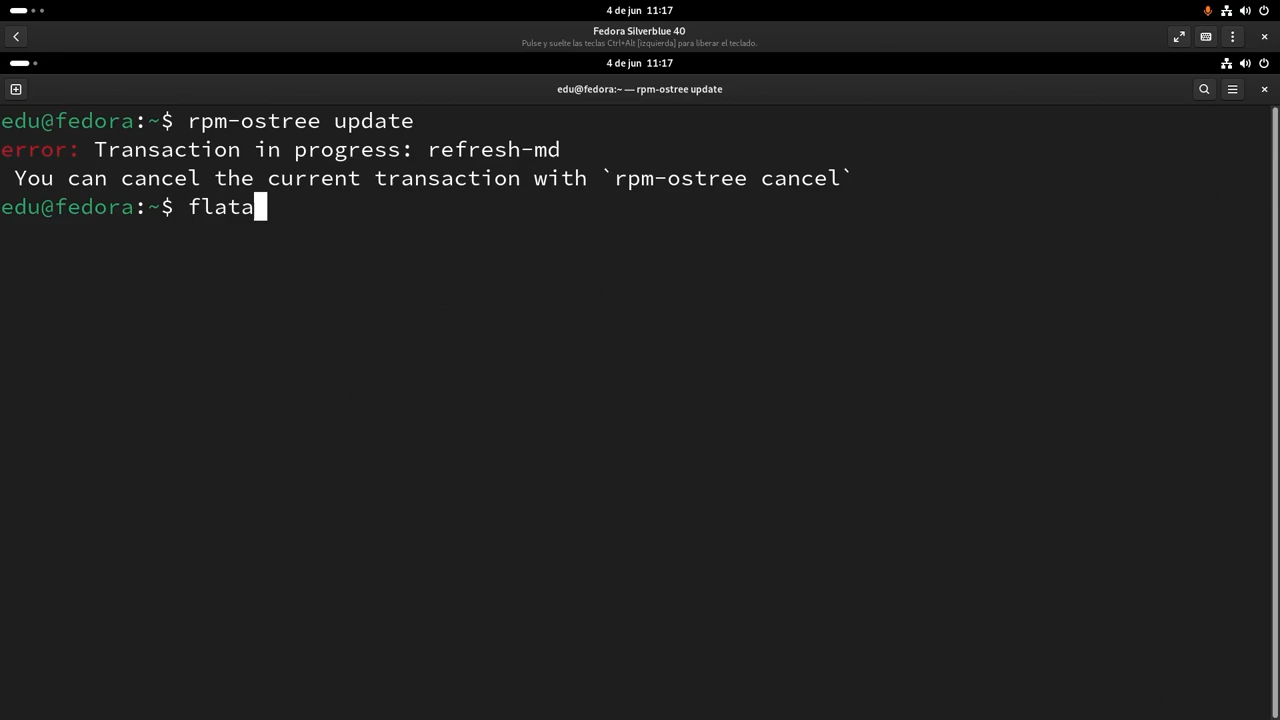 4 de jun 11:17
Fedora Silverblue 40
Pulse y suelte las teclas Ctrl+Alt [izquierda] para liberar el teclado.
4 de jun 11:17
edu@fedora:~ — rpm-ostree update
edu@fedora:~$ rpm-ostree update
error: Transaction in progress: refresh-md
You can cancel the current transaction with `rpm-ostree cancel`
edu@fedora:~$ flata